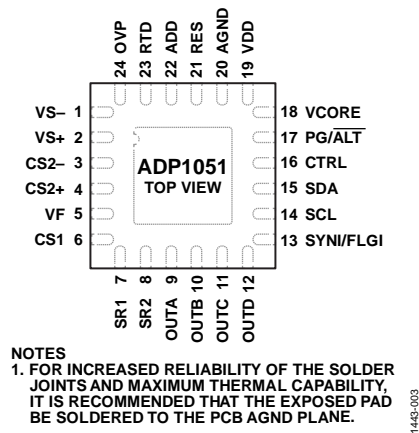 24 OVP
23 RTD
22 ADD
21 RES
20 AGND
19 VDD
VS– 1
VS+ 2
CS2– 3
CS2+ 4
VF 5
CS1 6
ADP1051
TOP VIEW
18 VCORE
17 PG/ALT
16 CTRL
15 SDA
14 SCL
13 SYNI/FLGI
SR1 7
SR2 8
OUTA 9
OUTB 10
OUTC 11
OUTD 12
NOTES
1. FOR INCREASED RELIABILITY OF THE SOLDER
JOINTS AND MAXIMUM THERMAL CAPABILITY,
IT IS RECOMMENDED THAT THE EXPOSED PAD
BE SOLDERED TO THE PCB AGND PLANE.
1443-003